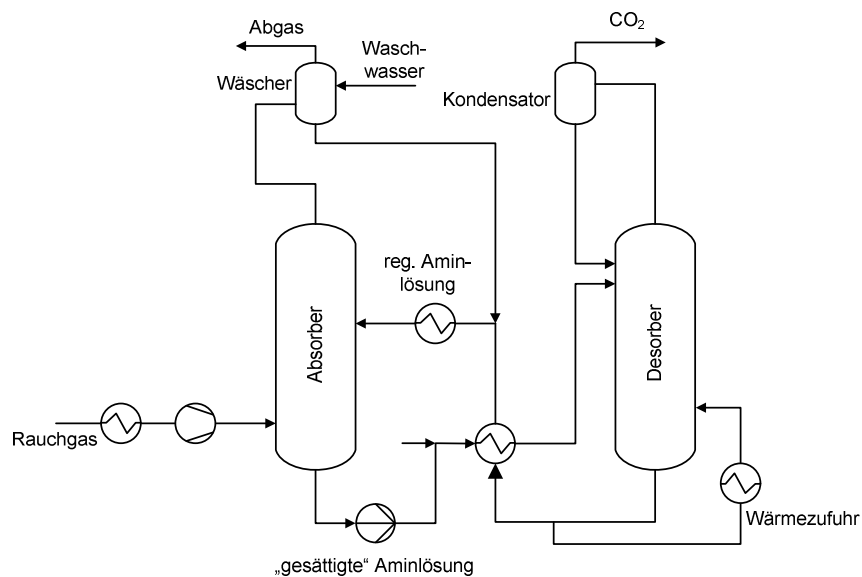 Abgas
Wasch-
wasser
Wäscher
CO₂
Kondensator
reg. Amin-
lösung
Absorber
Desorber
Rauchgas
Wärmezufuhr
„gesättigte“ Aminlösung